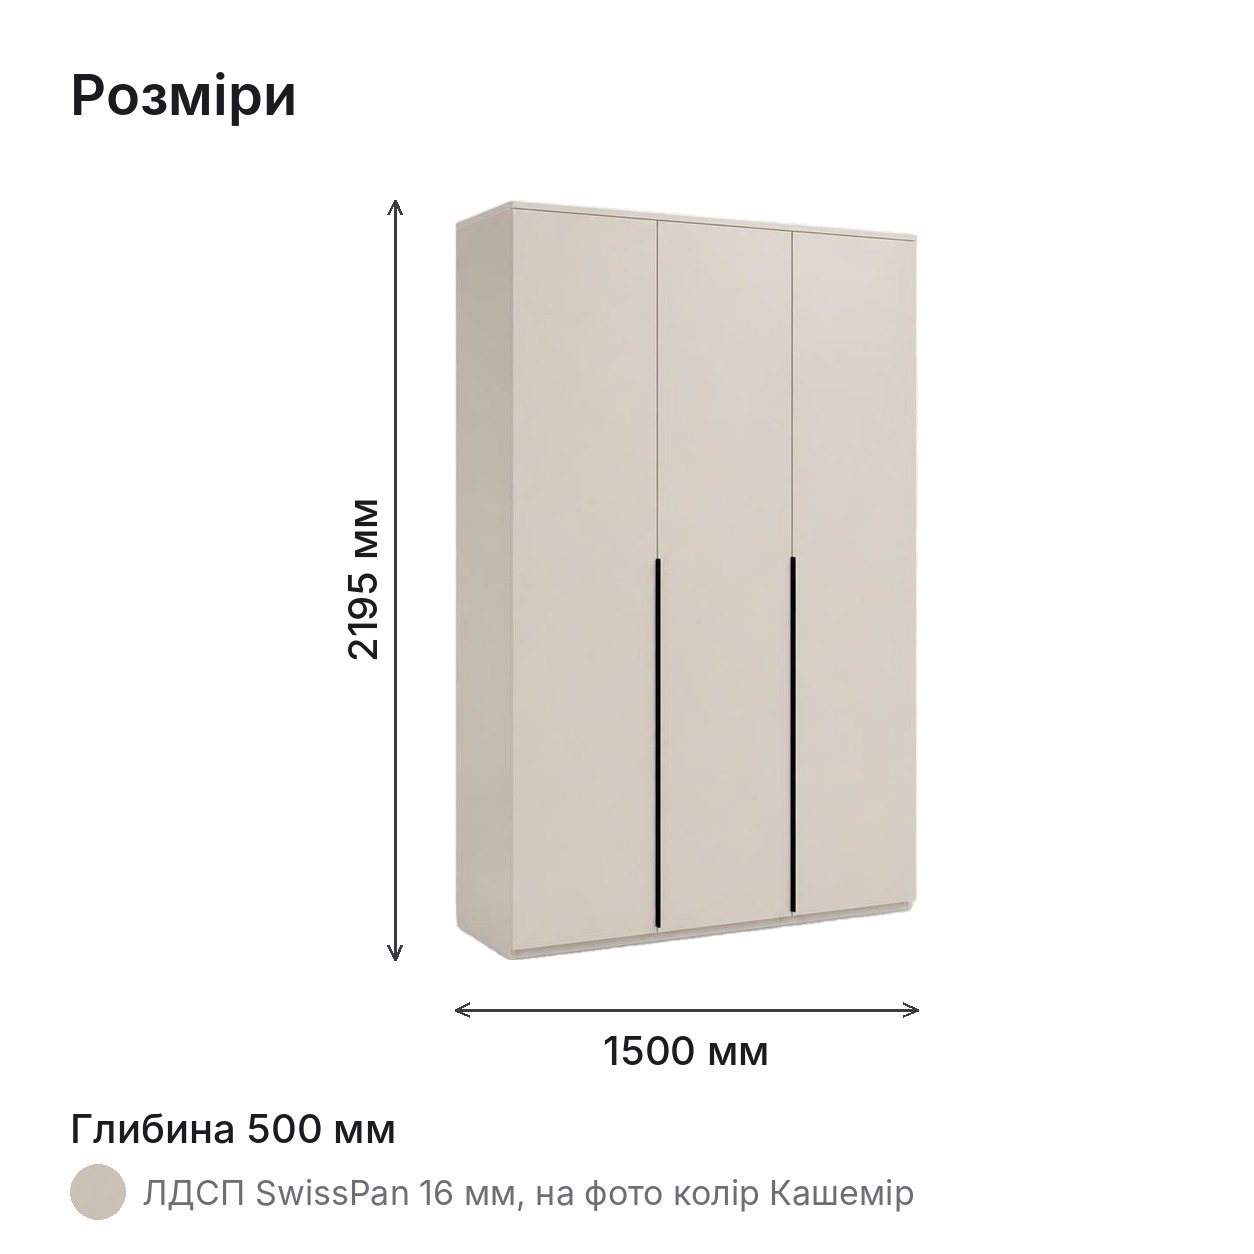 Розміри
2195 мм
1500 мм
Глибина 500 мм
ЛДСП SwissPan 16 мм, на фото колір Кашемір